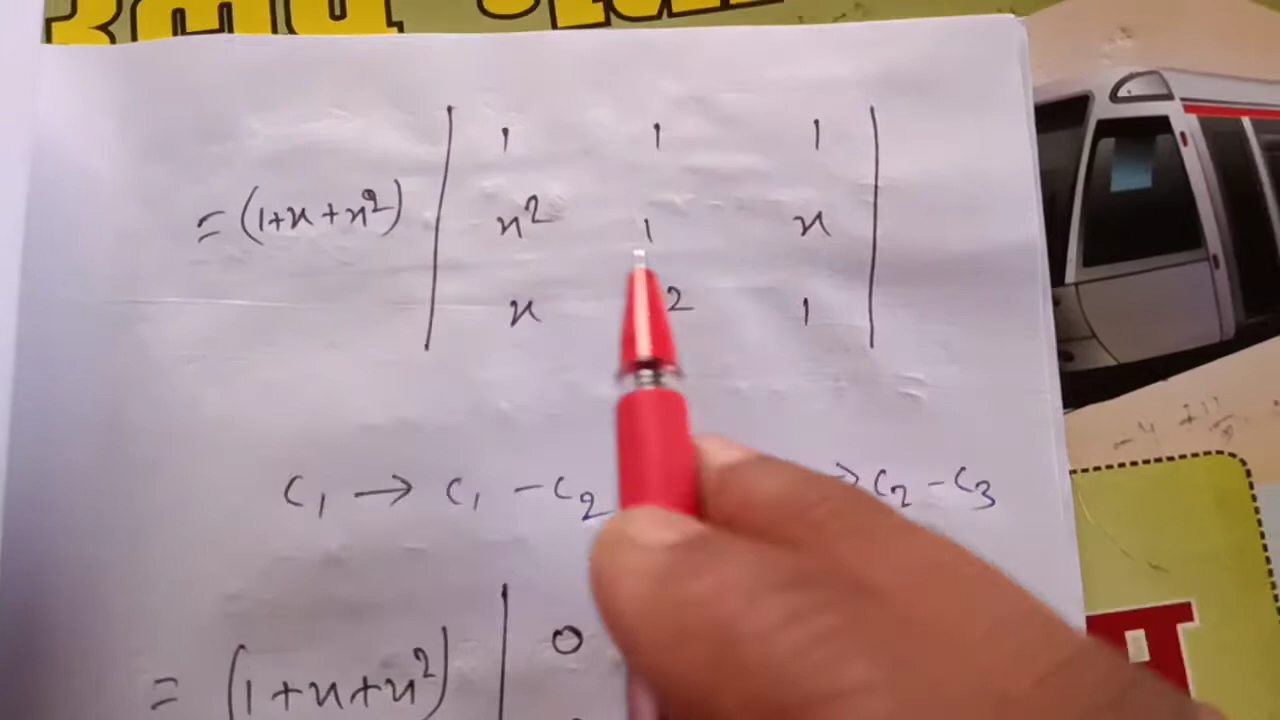 1 1 1
= (1+x+x²) x² 1 x
x 2 1
C₁ → C₁ - C₂ → C₂ - C₃
= (1+x+x²) 0